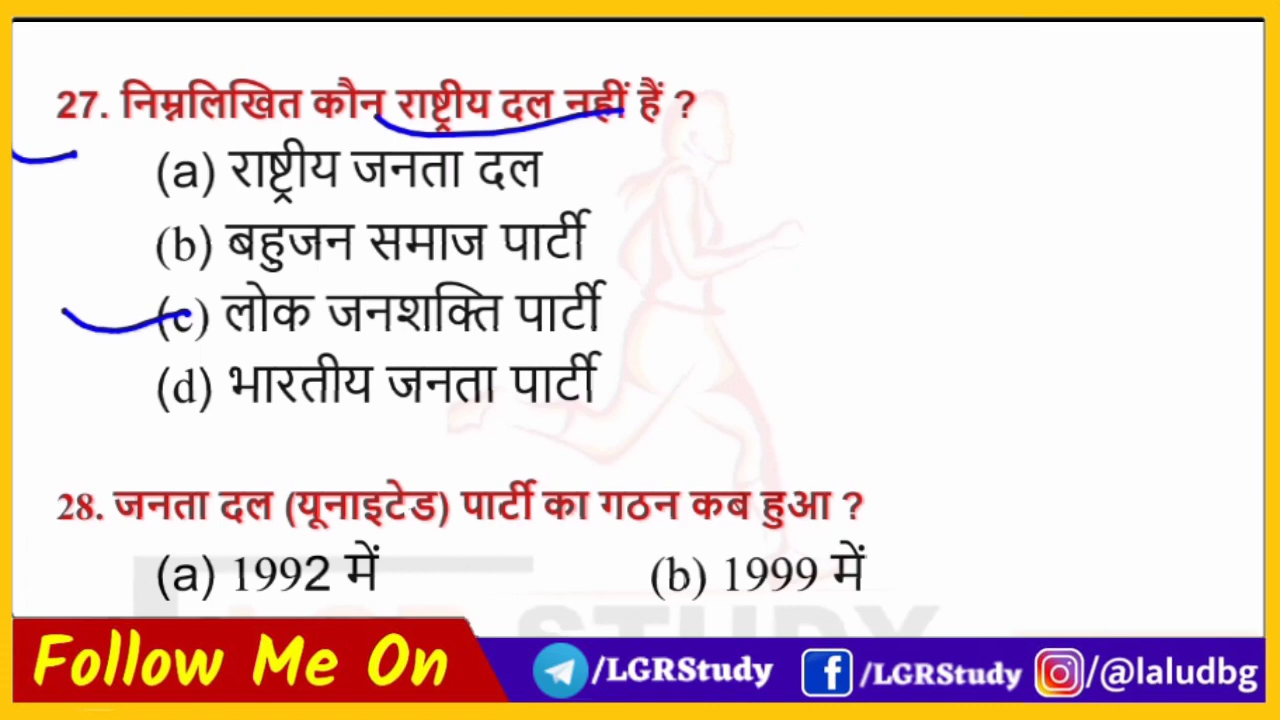 27. निम्नलिखित कौन राष्ट्रीय दल नहीं हैं ?
(a) राष्ट्रीय जनता दल
(b) बहुजन समाज पार्टी
(c) लोक जनशक्ति पार्टी
(d) भारतीय जनता पार्टी
28. जनता दल (यूनाइटेड) पार्टी का गठन कब हुआ ?
(a) 1992 में (b) 1999 में
Follow Me On /LGRStudy /LGRStudy /@laludbg